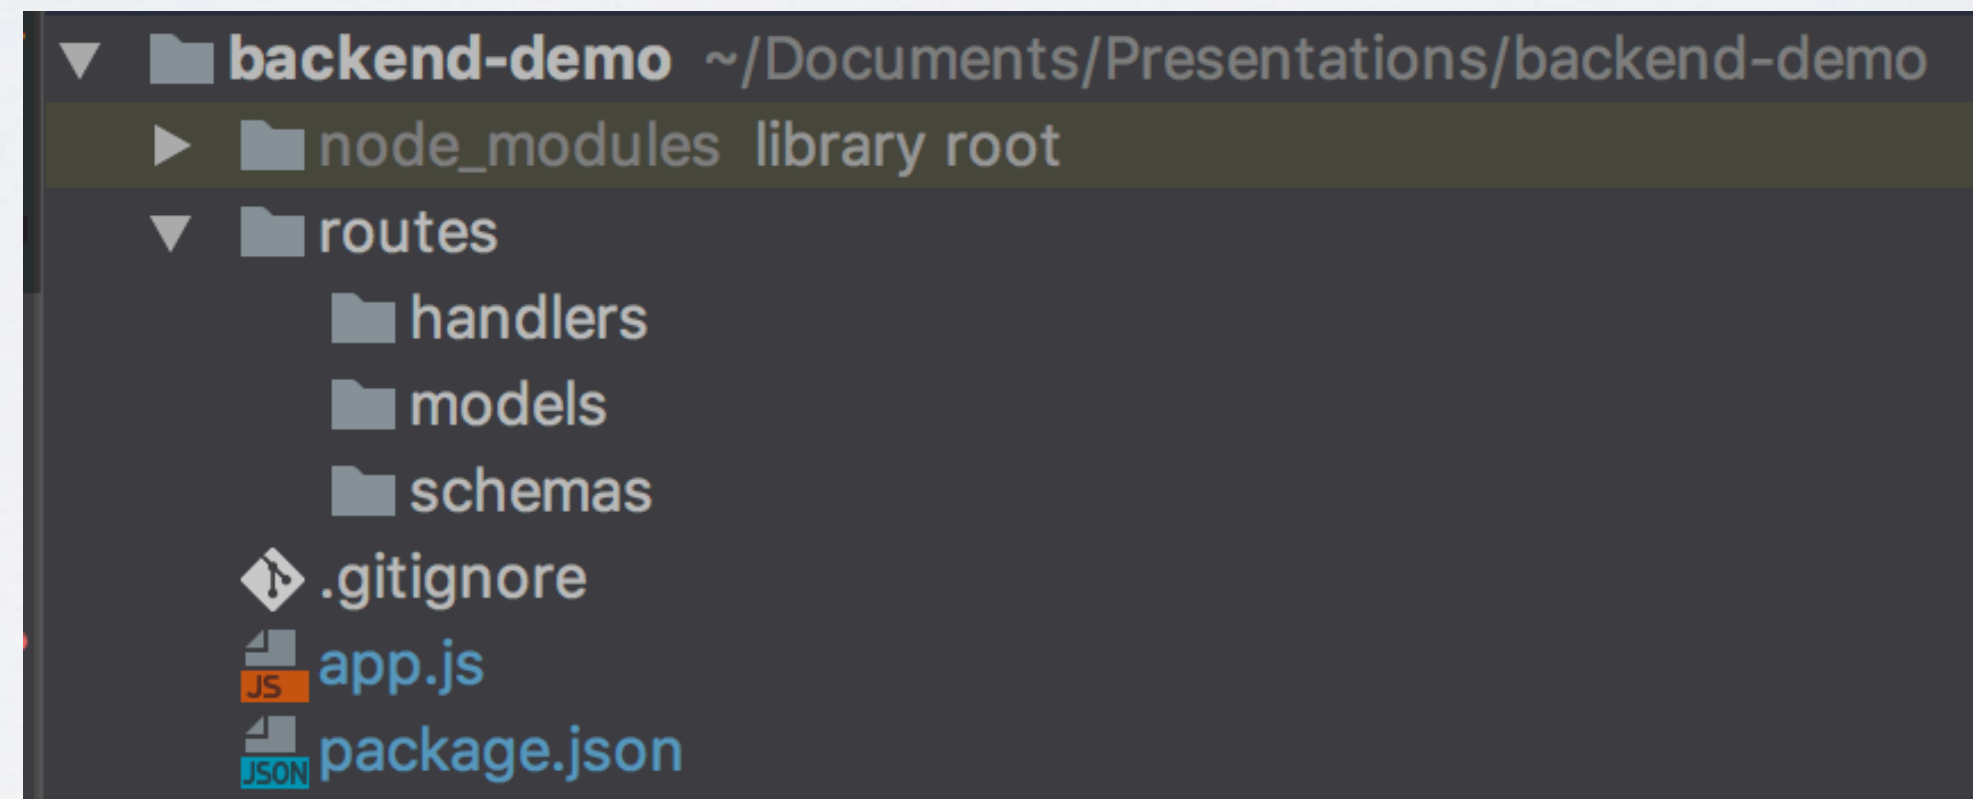 backend-demo ~/Documents/Presentations/backend-demo
node_modules library root
routes
handlers
models
schemas
.gitignore
JS app.js
JSON package.json